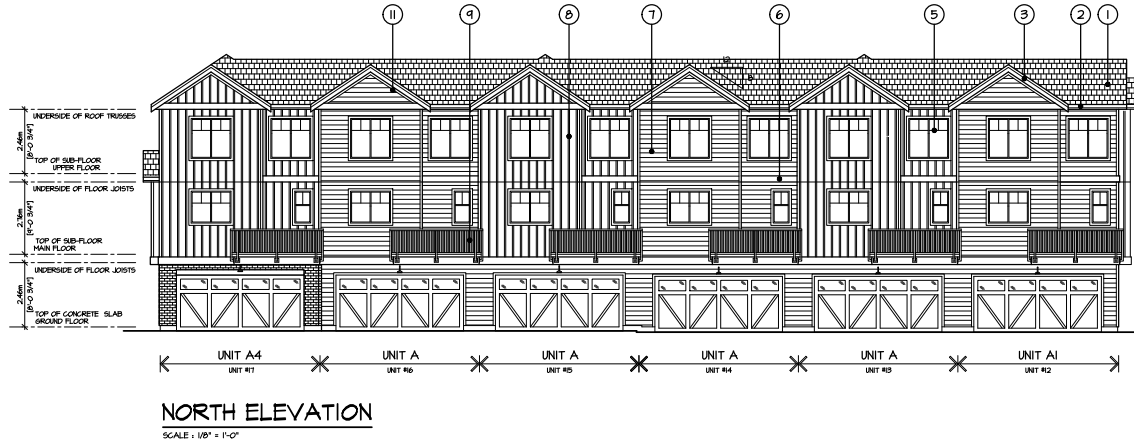 11 9 8 7 6 5 3 2 1
UNDERSIDE OF ROOF TRUSSES
2.46m
[8'-0 3/4"]
TOP OF SUB-FLOOR
UPPER FLOOR
UNDERSIDE OF FLOOR JOISTS
2.76m
[9'-0 3/4"]
TOP OF SUB-FLOOR
MAIN FLOOR
UNDERSIDE OF FLOOR JOISTS
2.46m
[8'-0 3/4"]
TOP OF CONCRETE SLAB
GROUND FLOOR
UNIT A4 UNIT A UNIT A UNIT A UNIT A UNIT A1
UNIT #17 UNIT #16 UNIT #15 UNIT #14 UNIT #13 UNIT #12
NORTH ELEVATION
SCALE : 1/8" = 1'-0"